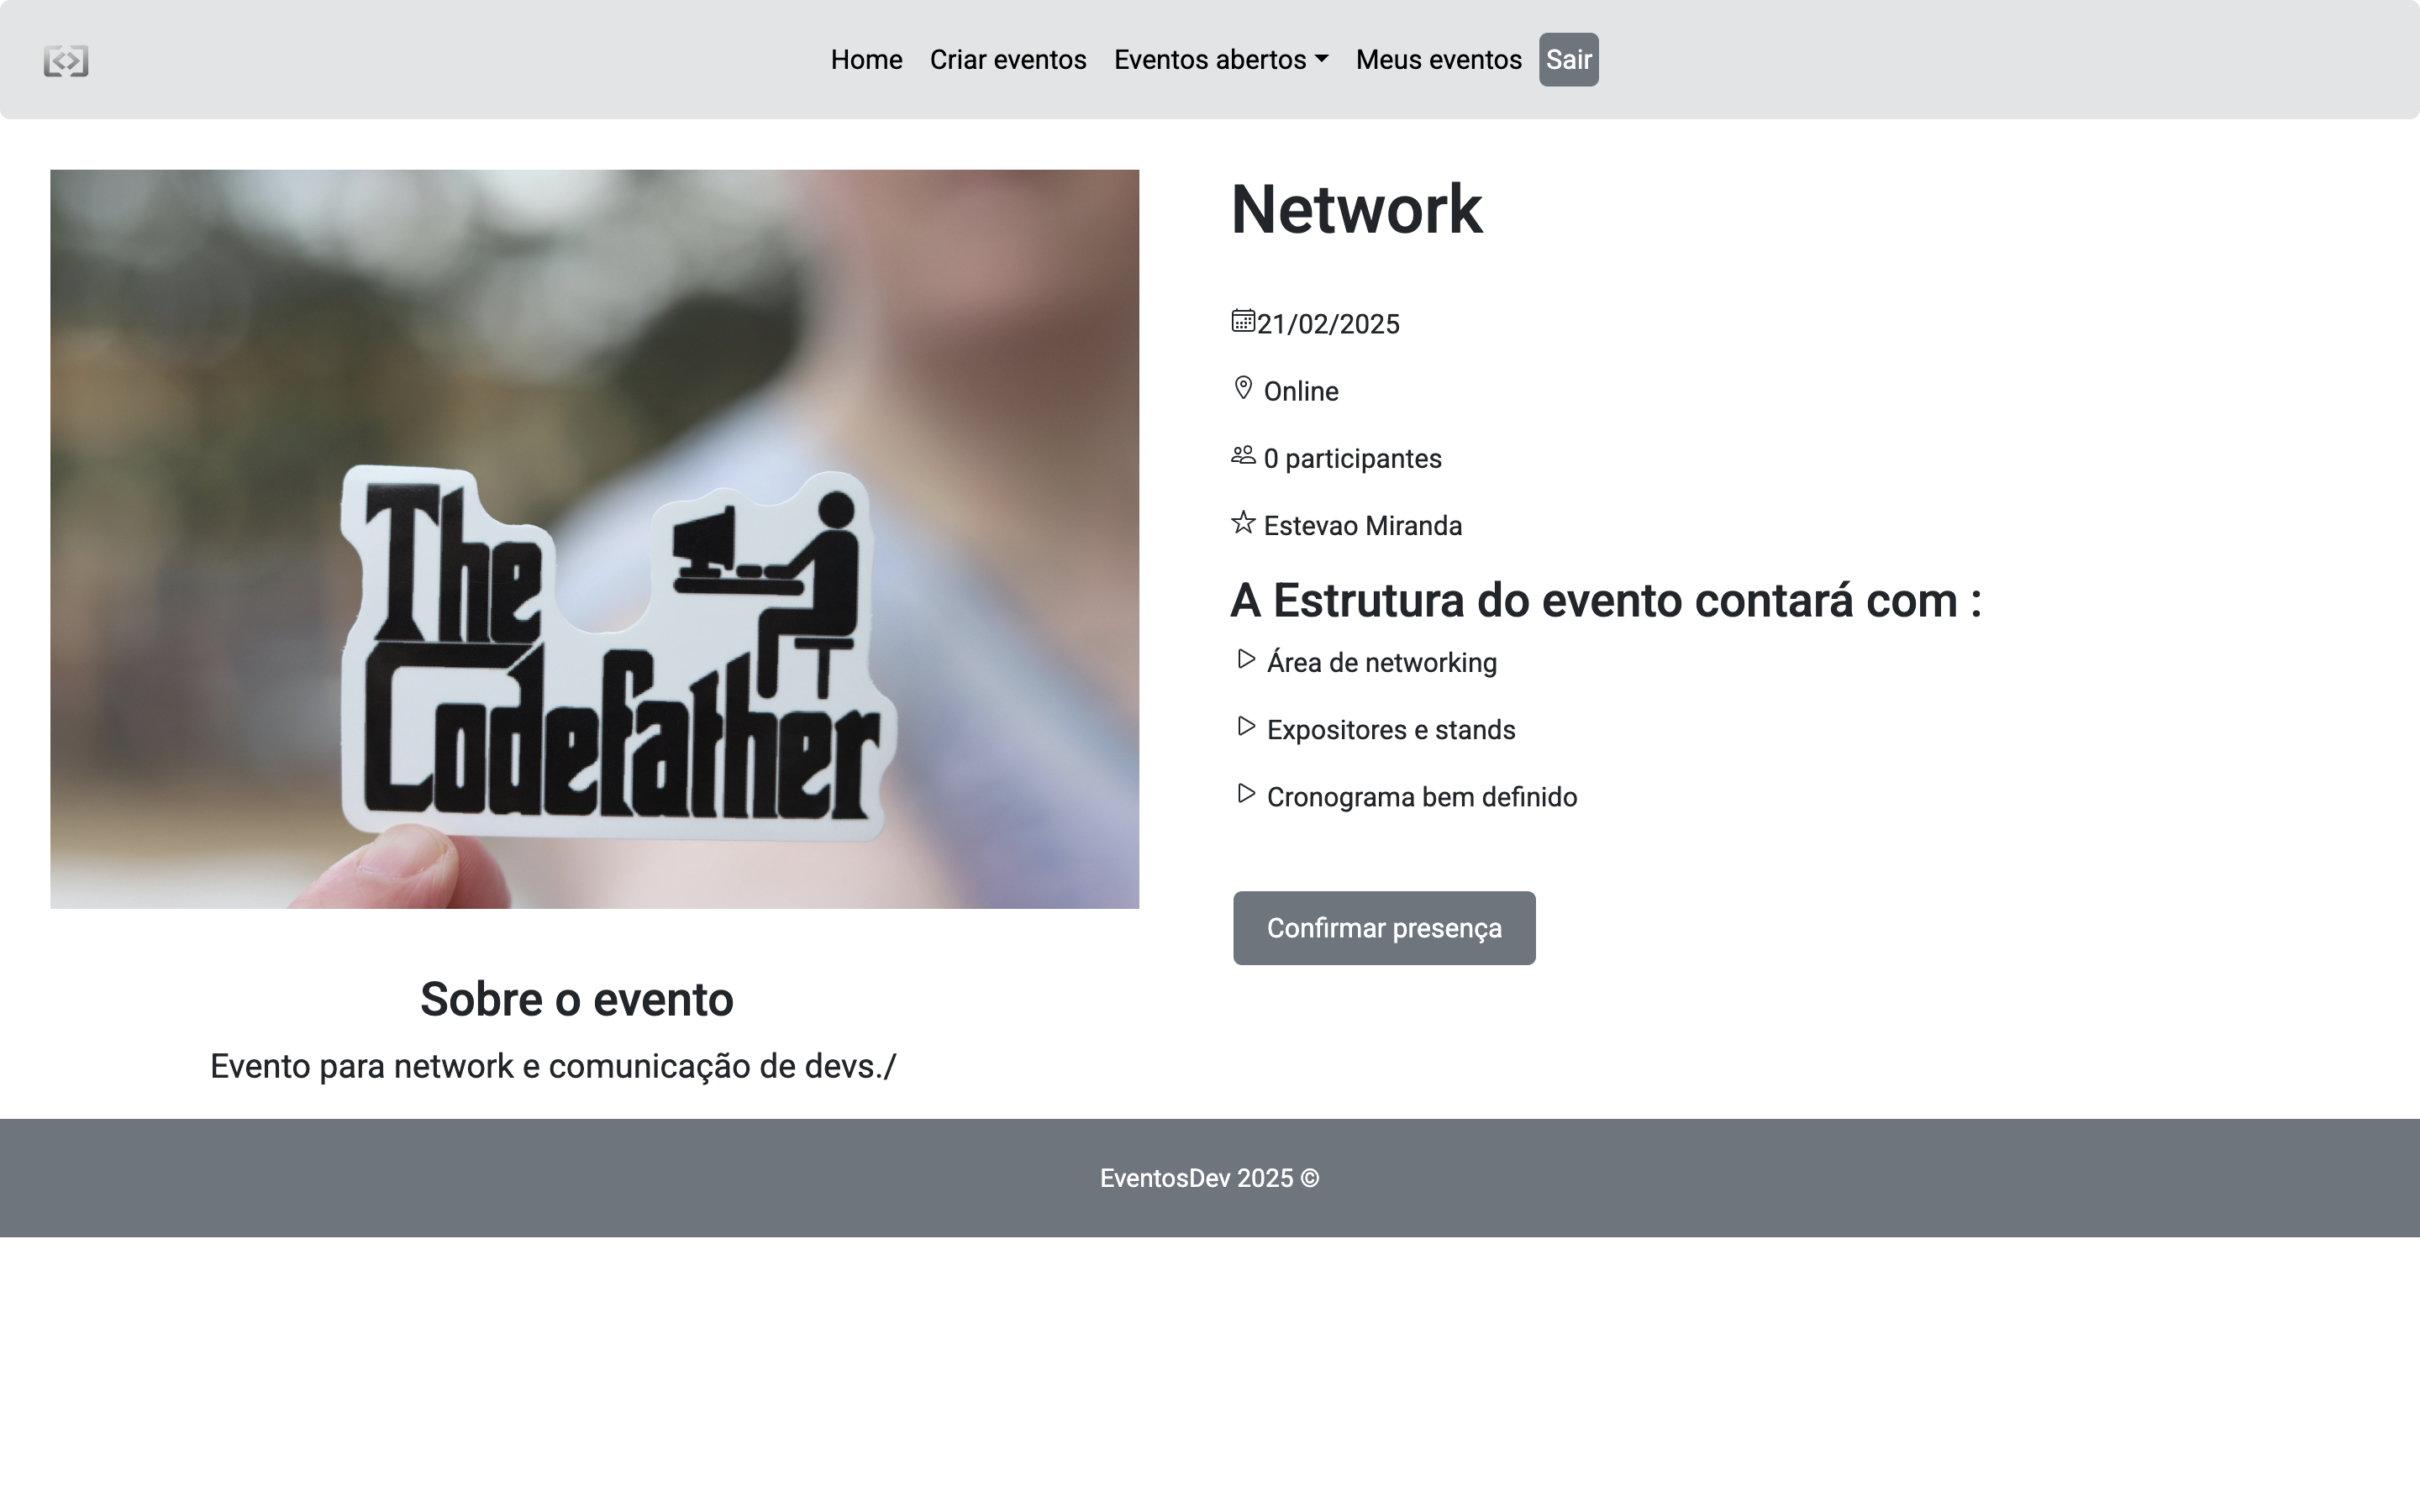 Home Criar eventos Eventos abertos Meus eventos Sair
The
Codefather
Network
21/02/2025
Online
0 participantes
Estevao Miranda
A Estrutura do evento contará com :
Área de networking
Expositores e stands
Cronograma bem definido
Confirmar presença
Sobre o evento
Evento para network e comunicação de devs./
EventosDev 2025 ©